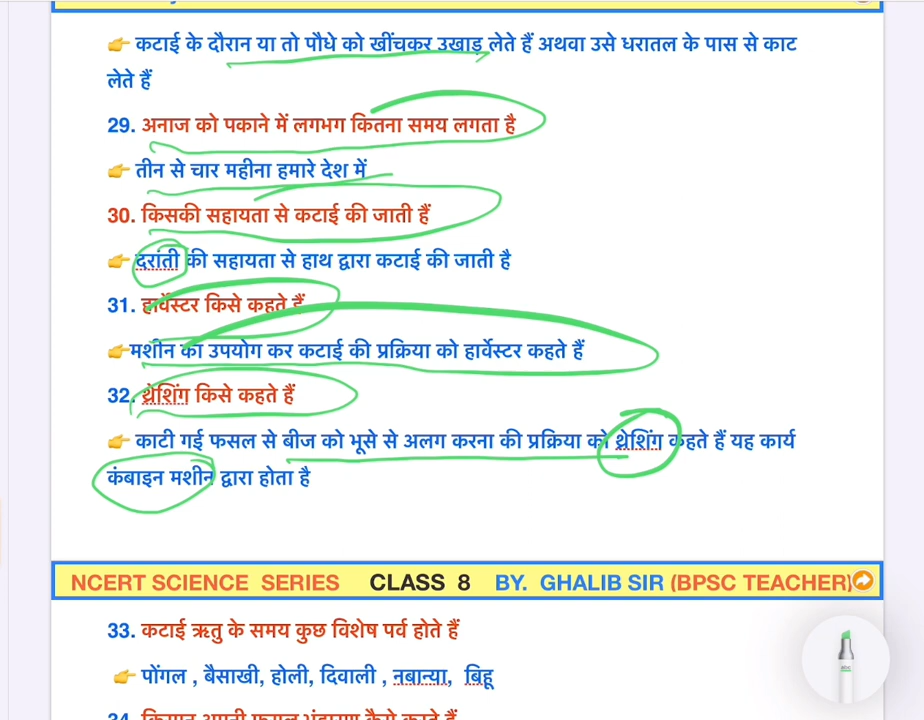 👉 कटाई के दौरान या तो पौधे को खींचकर उखाड़ लेते हैं अथवा उसे धरातल के पास से काट
लेते हैं
29. अनाज को पकाने में लगभग कितना समय लगता है
👉 तीन से चार महीना हमारे देश में
30. किसकी सहायता से कटाई की जाती हैं
👉 दरांती की सहायता से हाथ द्वारा कटाई की जाती है
31. हार्वेस्टर किसे कहते हैं
👉मशीन का उपयोग कर कटाई की प्रक्रिया को हार्वेस्टर कहते हैं
32. थ्रेशिंग किसे कहते हैं
👉 काटी गई फसल से बीज को भूसे से अलग करना की प्रक्रिया को थ्रेशिंग कहते हैं यह कार्य
कंबाइन मशीन द्वारा होता है
NCERT SCIENCE SERIES CLASS 8 BY. GHALIB SIR (BPSC TEACHER)
33. कटाई ऋतु के समय कुछ विशेष पर्व होते हैं
👉 पोंगल , बैसाखी, होली, दिवाली , नबान्या, बिहू